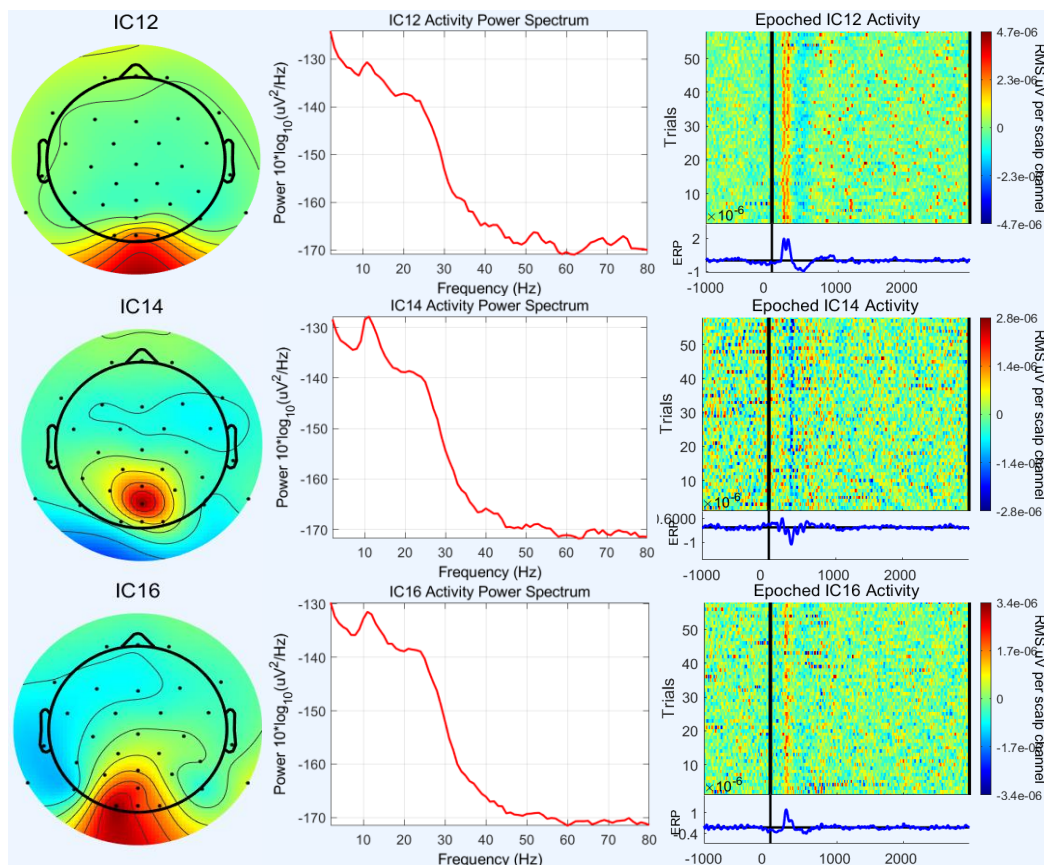 IC12
IC12 Activity Power Spectrum
Power 10*log10(uV2/Hz)
-130
-140
-150
-160
-170
10 20 30 40 50 60 70 80
Frequency (Hz)
Epoched IC12 Activity
Trials
50
40
30
20
10
×10-6
4.7e-06
2.3e-06
0
-2.3e-06
-4.7e-06
RMS uV per scalp channel
ERP
2
-1
-1000 0 1000 2000
IC14
IC14 Activity Power Spectrum
Power 10*log10(uV2/Hz)
-130
-140
-150
-160
-170
10 20 30 40 50 60 70 80
Frequency (Hz)
Epoched IC14 Activity
Trials
50
40
30
20
10
×10-6
2.8e-06
1.4e-06
0
-1.4e-06
-2.8e-06
RMS uV per scalp channel
ERP
-1
-1000 0 1000 2000
IC16
IC16 Activity Power Spectrum
Power 10*log10(uV2/Hz)
-130
-140
-150
-160
-170
10 20 30 40 50 60 70 80
Frequency (Hz)
Epoched IC16 Activity
Trials
50
40
30
20
10
×10-6
3.4e-06
1.7e-06
0
-1.7e-06
-3.4e-06
RMS uV per scalp channel
ERP
1
-0.4
-1000 0 1000 2000